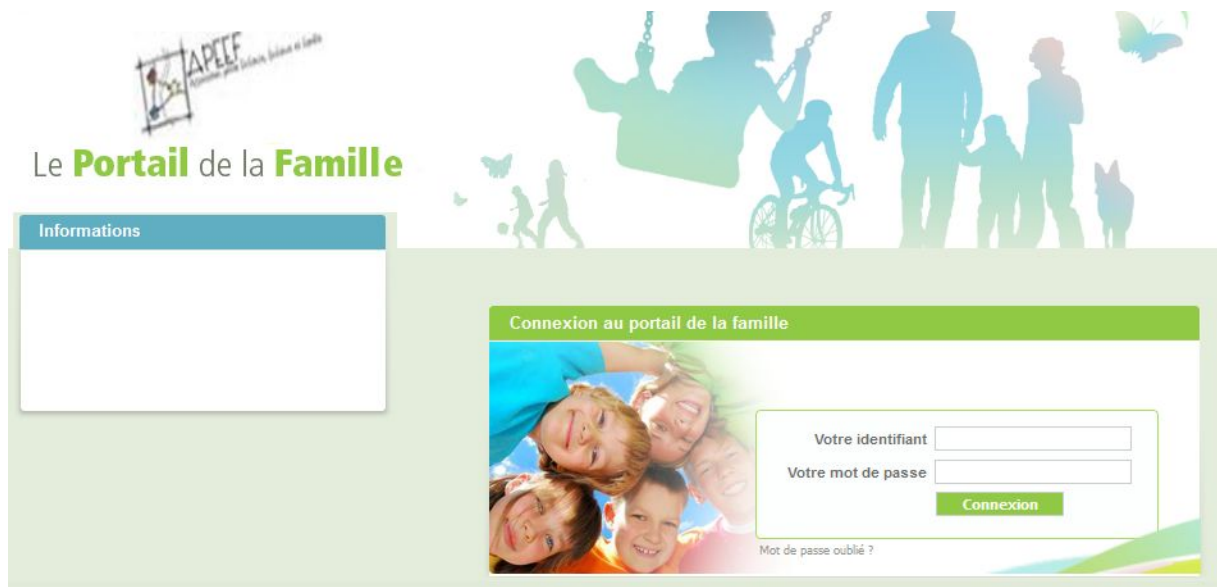 APEEF
Le Portail de la Famille
Informations
Connexion au portail de la famille
Votre identifiant
Votre mot de passe
Connexion
Mot de passe oublié ?